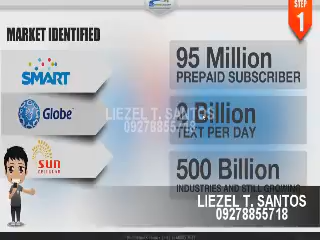 STEP
1
MARKET IDENTIFIED
95 Million
PREPAID SUBSCRIBER
SMART
Globe
Billion
LIEZEL T. SANTOS
TEXT PER DAY
09278855718
SUN
CELLULAR
500 Billion
INDUSTRIES AND STILL GROWING
LIEZEL T. SANTOS
09278855718